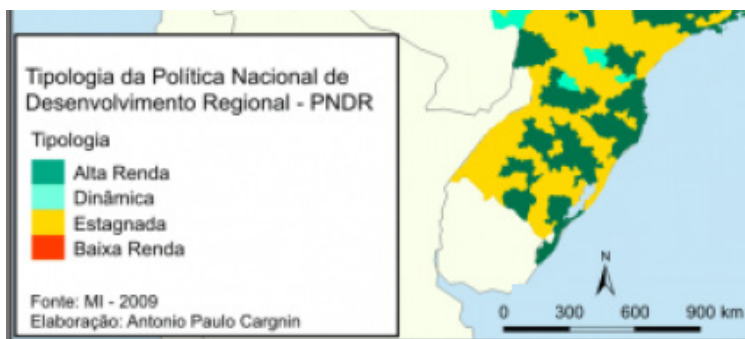 Tipologia da Política Nacional de
Desenvolvimento Regional - PNDR
Tipologia
Alta Renda
Dinâmica
Estagnada
Baixa Renda
Fonte: MI - 2009
Elaboração: Antonio Paulo Cargnin
N
0 300 600 900 km